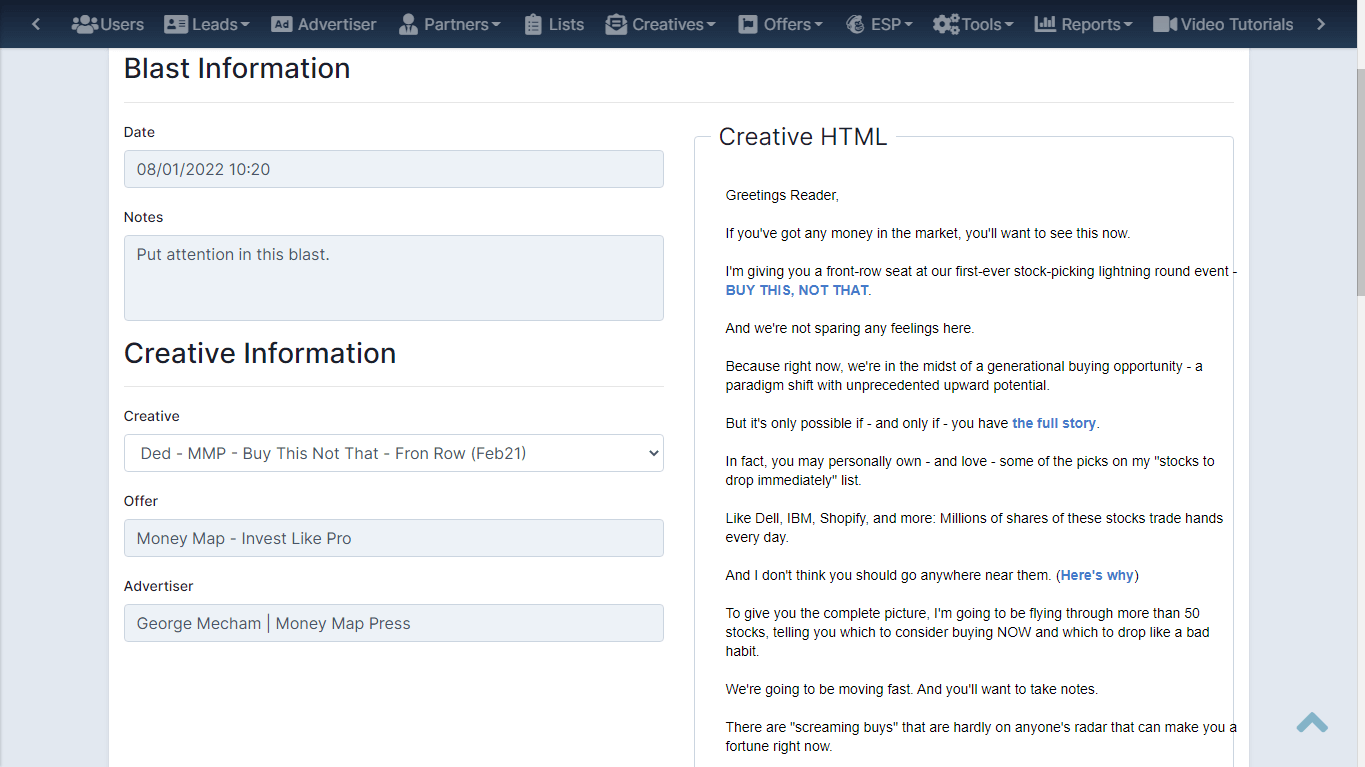 Users Leads Advertiser Partners Lists Creatives Offers ESP Tools Reports Video Tutorials
Blast Information
Date
08/01/2022 10:20
Notes
Put attention in this blast.
Creative Information
Creative
Ded - MMP - Buy This Not That - Fron Row (Feb21)
Offer
Money Map - Invest Like Pro
Advertiser
George Mecham | Money Map Press
Creative HTML
Greetings Reader,
If you've got any money in the market, you'll want to see this now.
I'm giving you a front-row seat at our first-ever stock-picking lightning round event -
BUY THIS, NOT THAT.
And we're not sparing any feelings here.
Because right now, we're in the midst of a generational buying opportunity - a
paradigm shift with unprecedented upward potential.
But it's only possible if - and only if - you have the full story.
In fact, you may personally own - and love - some of the picks on my "stocks to
drop immediately" list.
Like Dell, IBM, Shopify, and more: Millions of shares of these stocks trade hands
every day.
And I don't think you should go anywhere near them. (Here's why)
To give you the complete picture, I'm going to be flying through more than 50
stocks, telling you which to consider buying NOW and which to drop like a bad
habit.
We're going to be moving fast. And you'll want to take notes.
There are "screaming buys" that are hardly on anyone's radar that can make you a
fortune right now.